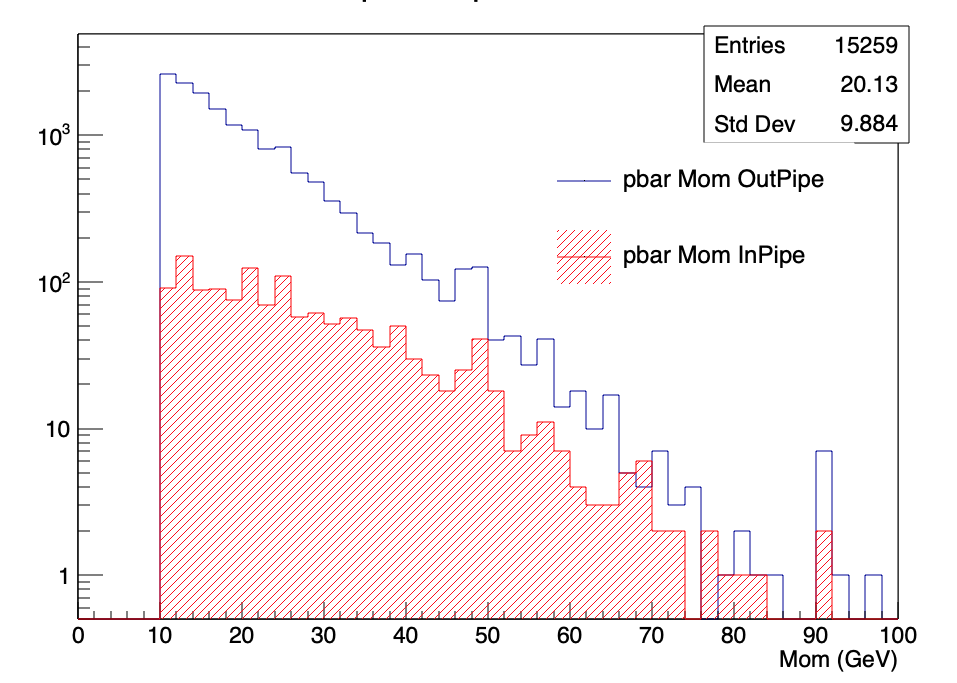 Entries 15259
Mean 20.13
Std Dev 9.884
10³
pbar Mom OutPipe
pbar Mom InPipe
10²
10
1
0 10 20 30 40 50 60 70 80 90 100
Mom (GeV)